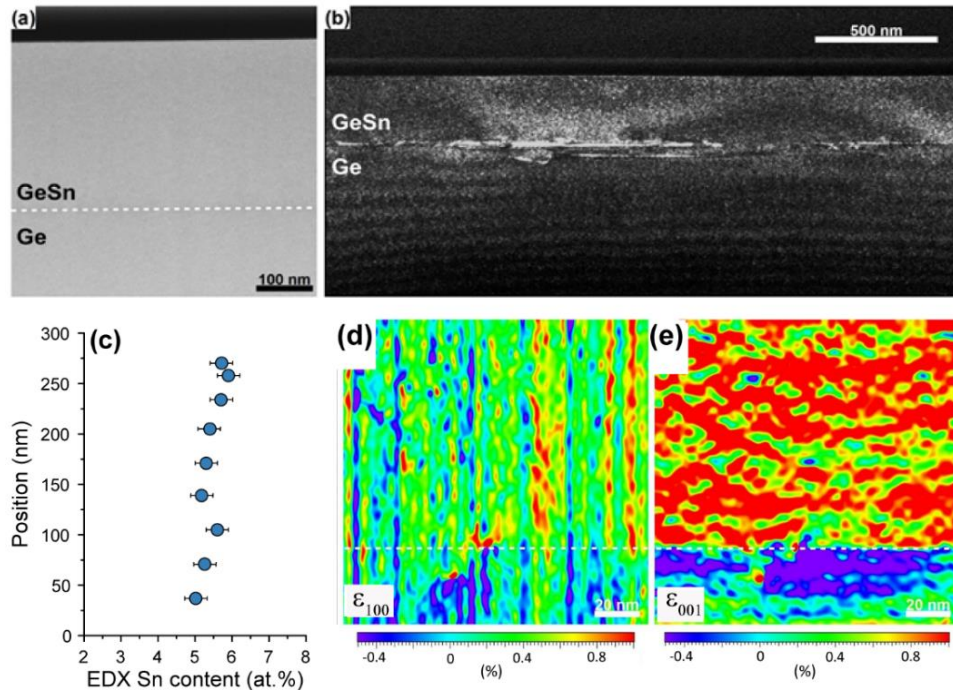 (a)
GeSn
Ge
100 nm
(b)
500 nm
GeSn
Ge
(c)
Position (nm)
300
250
200
150
100
50
0
2 3 4 5 6 7 8
EDX Sn content (at.%)
(d)
ε100
20 nm
-0.4 0 0.4 0.8
(%)
(e)
ε001
20 nm
-0.4 0 0.4 0.8
(%)